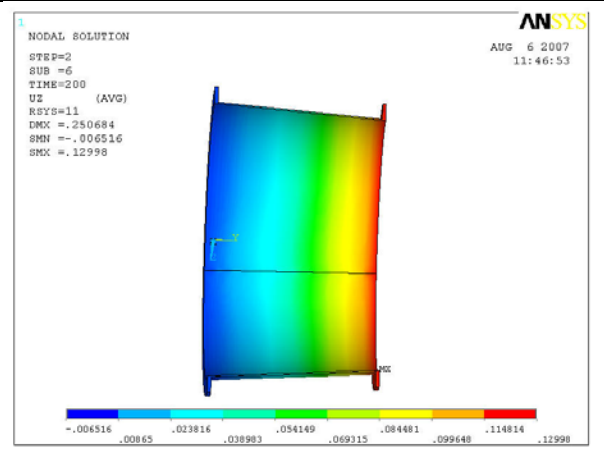 1
ANSYS
NODAL SOLUTION
AUG  6 2007
11:46:53
STEP=2
SUB =6
TIME=200
UZ       (AVG)
RSYS=11
DMX =.250684
SMN =-.006516
SMX =.12998
Y
MX
-.006516 .023816 .054149 .084481 .114814
.00865 .038983 .069315 .099648 .12998